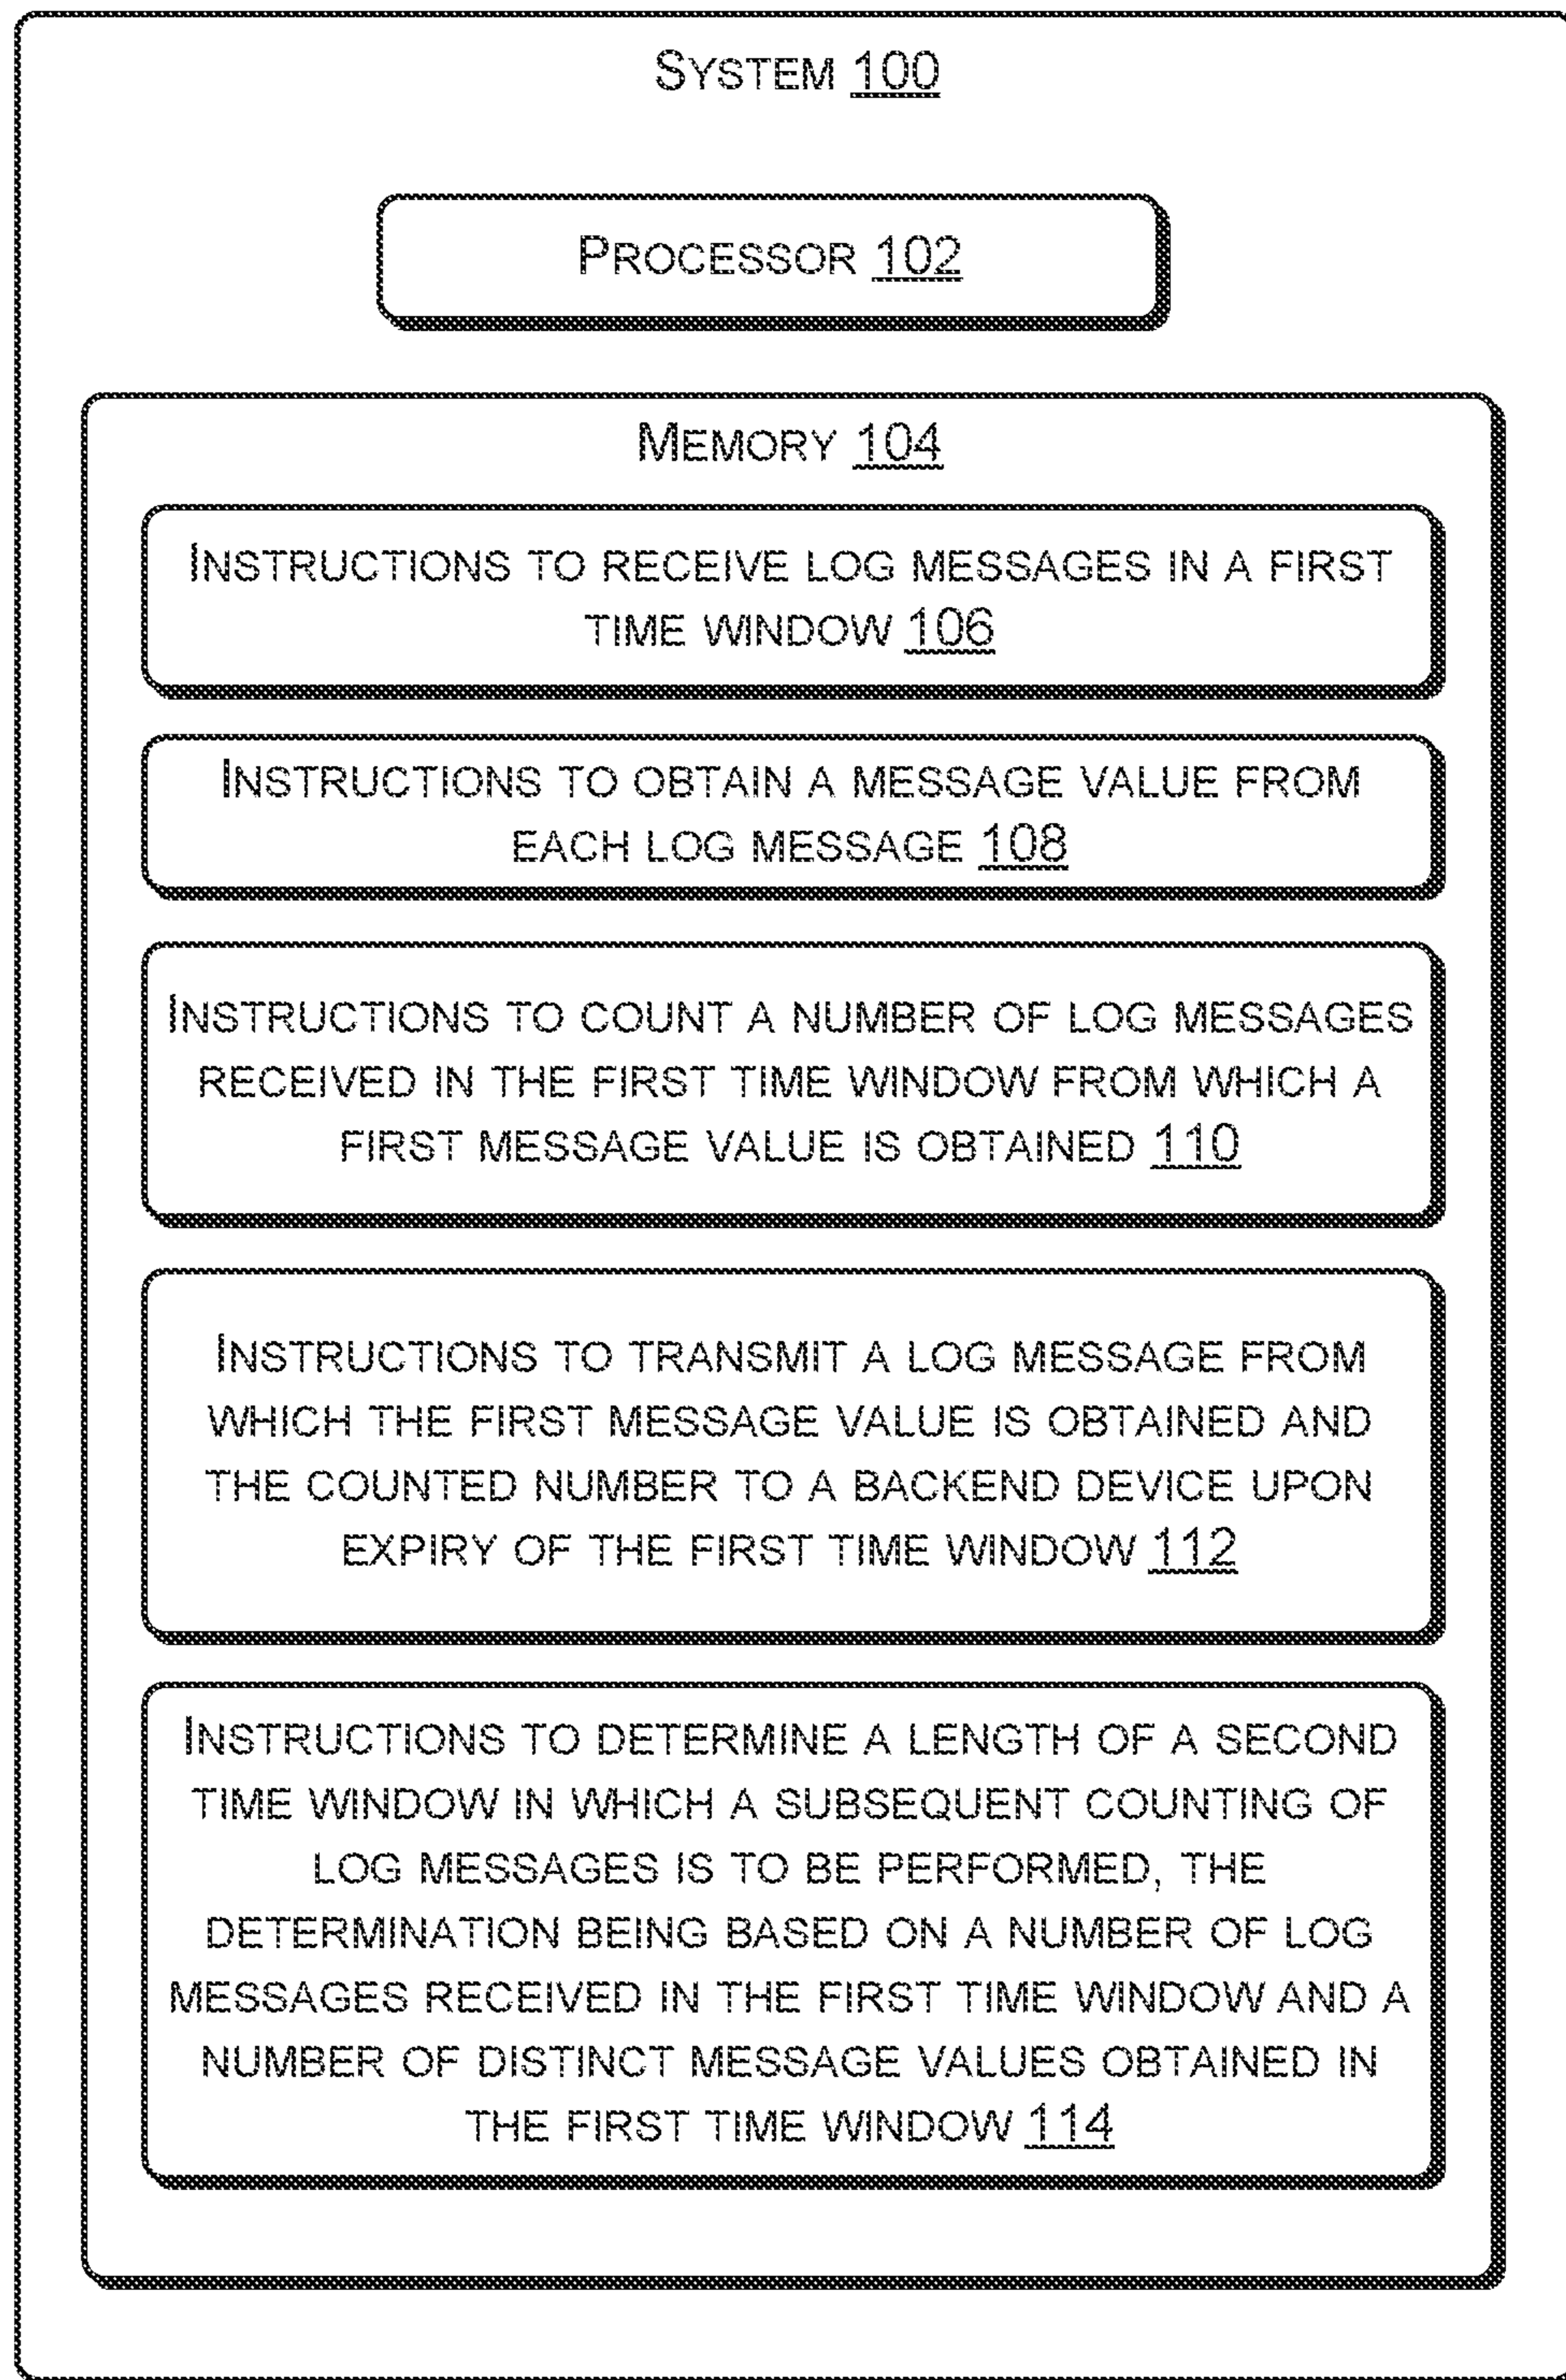 SYSTEM 100
PROCESSOR 102
MEMORY 104
INSTRUCTIONS TO RECEIVE LOG MESSAGES IN A FIRST
TIME WINDOW 106
INSTRUCTIONS TO OBTAIN A MESSAGE VALUE FROM
EACH LOG MESSAGE 108
INSTRUCTIONS TO COUNT A NUMBER OF LOG MESSAGES
RECEIVED IN THE FIRST TIME WINDOW FROM WHICH A
FIRST MESSAGE VALUE IS OBTAINED 110
INSTRUCTIONS TO TRANSMIT A LOG MESSAGE FROM
WHICH THE FIRST MESSAGE VALUE IS OBTAINED AND
THE COUNTED NUMBER TO A BACKEND DEVICE UPON
EXPIRY OF THE FIRST TIME WINDOW 112
INSTRUCTIONS TO DETERMINE A LENGTH OF A SECOND
TIME WINDOW IN WHICH A SUBSEQUENT COUNTING OF
LOG MESSAGES IS TO BE PERFORMED, THE
DETERMINATION BEING BASED ON A NUMBER OF LOG
MESSAGES RECEIVED IN THE FIRST TIME WINDOW AND A
NUMBER OF DISTINCT MESSAGE VALUES OBTAINED IN
THE FIRST TIME WINDOW 114